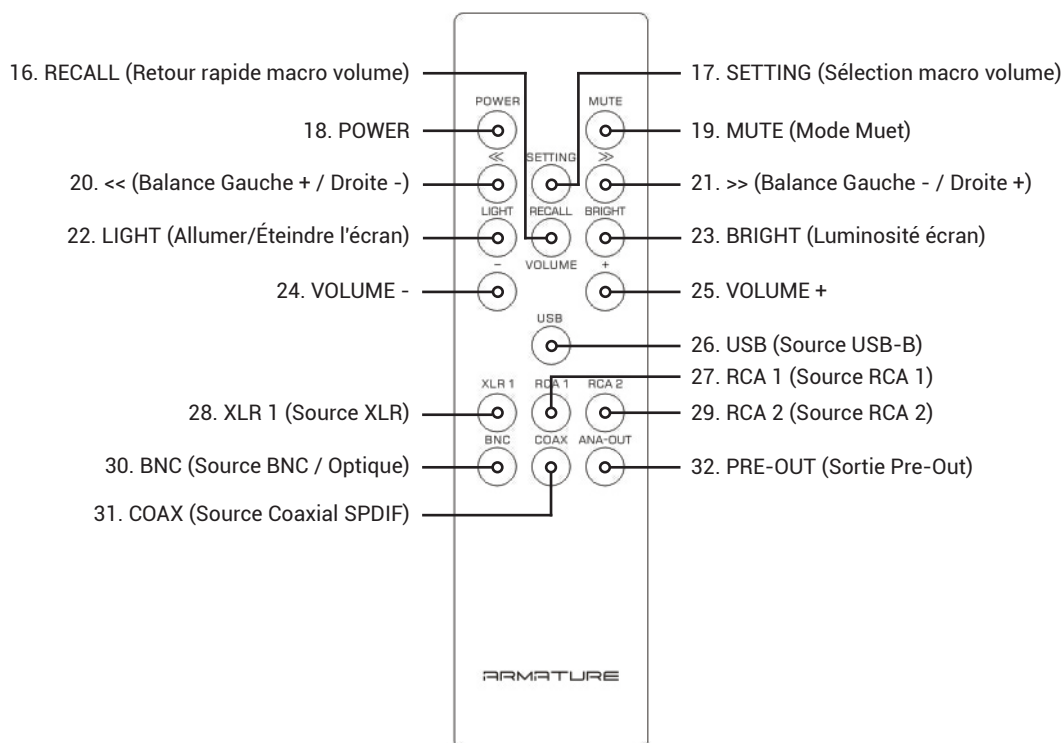 16. RECALL (Retour rapide macro volume)
17. SETTING (Sélection macro volume)
POWER
MUTE
18. POWER
19. MUTE (Mode Muet)
<<
SETTING
>>
20. << (Balance Gauche + / Droite -)
21. >> (Balance Gauche - / Droite +)
LIGHT
RECALL
BRIGHT
22. LIGHT (Allumer/Éteindre l'écran)
23. BRIGHT (Luminosité écran)
-
VOLUME
+
24. VOLUME -
25. VOLUME +
USB
26. USB (Source USB-B)
27. RCA 1 (Source RCA 1)
XLR 1
RCA 1
RCA 2
28. XLR 1 (Source XLR)
29. RCA 2 (Source RCA 2)
BNC
COAX
ANA-OUT
30. BNC (Source BNC / Optique)
32. PRE-OUT (Sortie Pre-Out)
31. COAX (Source Coaxial SPDIF)
ARMATURE